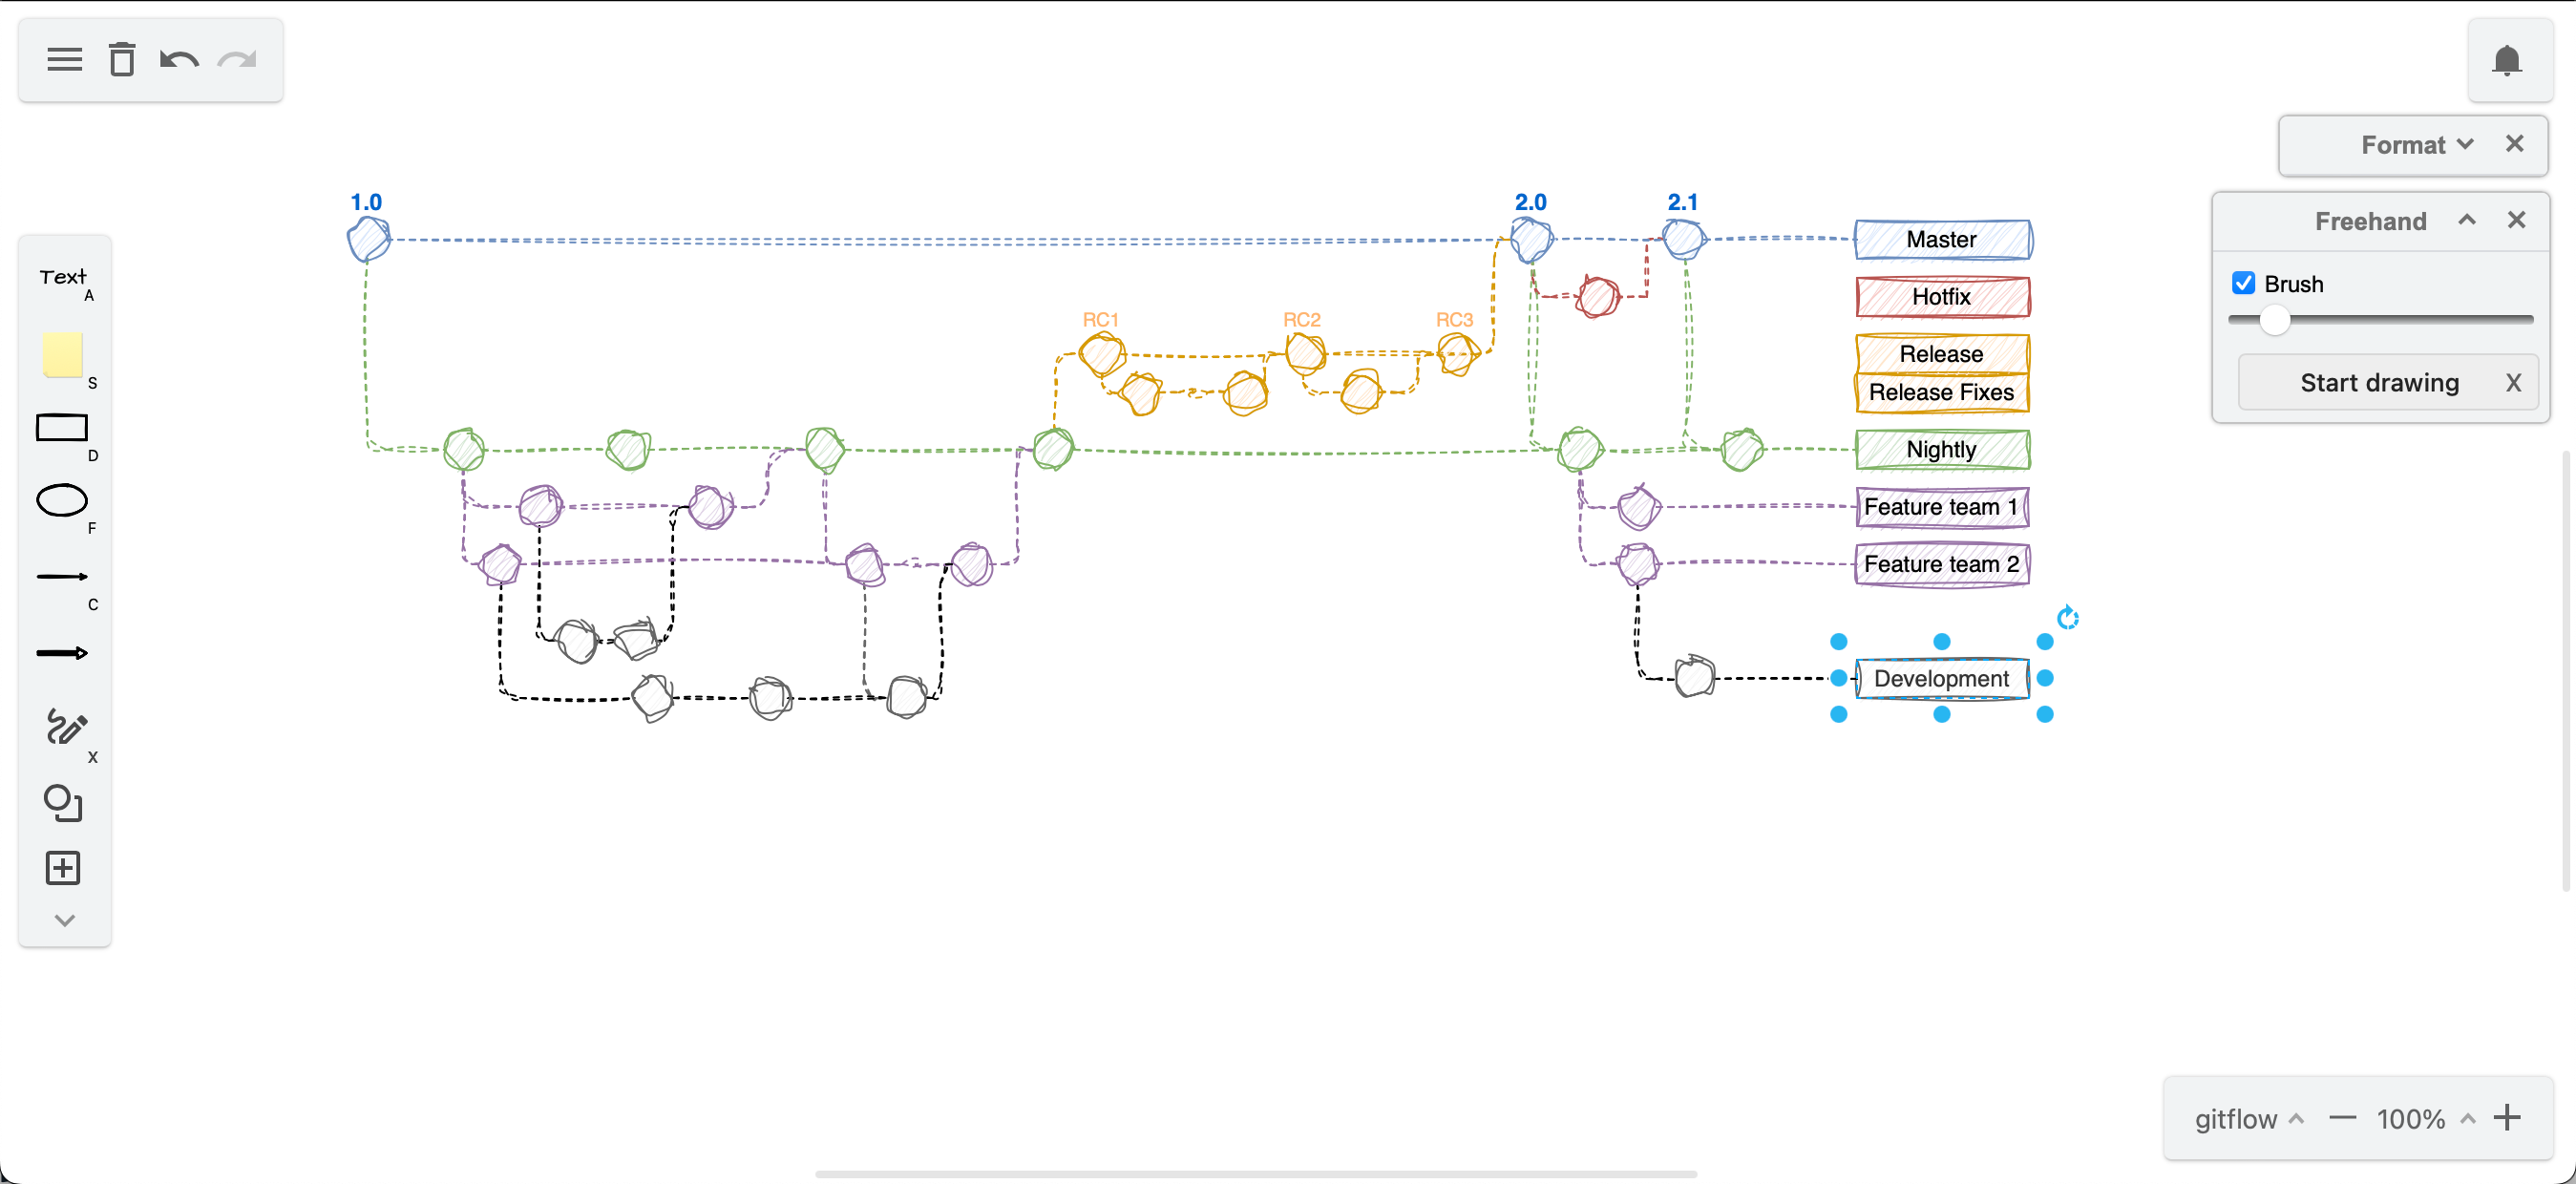 Format
1.0
2.0
2.1
Freehand
Master
Text
A
Brush
Hotfix
RC1
RC2
RC3
Release
S
Start drawing X
Release Fixes
D
Nightly
F
Feature team 1
Feature team 2
C
Development
X
gitflow
100%